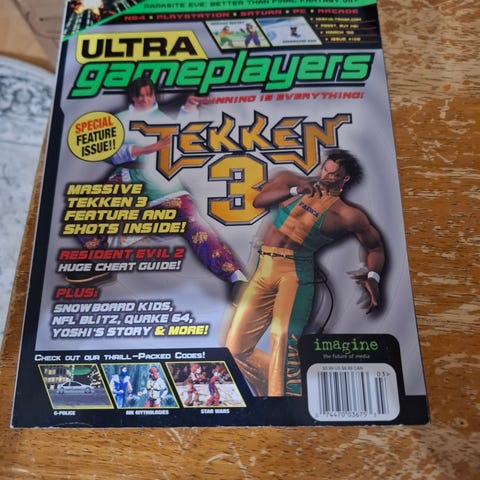 PARASITE EVE: BETTER THAN FINAL FANTASY VII?
N64 • PLAYSTATION • SATURN • PC • ARCADE
MARCH '98
ULTRA
gameplayers
WINNING IS EVERYTHING!
SPECIAL
FEATURE
ISSUE!!
TEKKEN
3
MASSIVE
TEKKEN 3
FEATURE AND
SHOTS INSIDE!
RESIDENT EVIL 2
HUGE CHEAT GUIDE!
PLUS:
SNOWBOARD KIDS,
NFL BLITZ, QUAKE 64,
YOSHI'S STORY & MORE!
imagine
the future of media
CHECK OUT OUR THRILL-PACKED CODES!
G-POLICE
MK MYTHOLOGIES
STAR WARS
03>